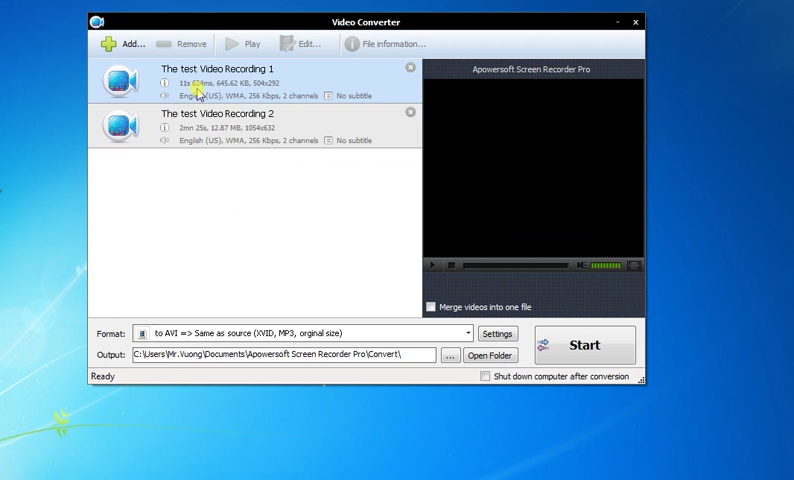 Video Converter
Add... Remove Play Edit... File information...
The test Video Recording 1
11s 624ms, 645.62 KB, 504x292
English (US), WMA, 256 Kbps, 2 channels No subtitle
The test Video Recording 2
2mn 25s, 12.87 MB, 1054x632
English (US), WMA, 256 Kbps, 2 channels No subtitle
Apowersoft Screen Recorder Pro
Merge videos into one file
Format: to AVI => Same as source (XVID, MP3, orginal size) Settings
Start
Output: C:\Users\Mr.Vuong\Documents\Apowersoft Screen Recorder Pro\Convert\ ... Open Folder
Ready
Shut down computer after conversion